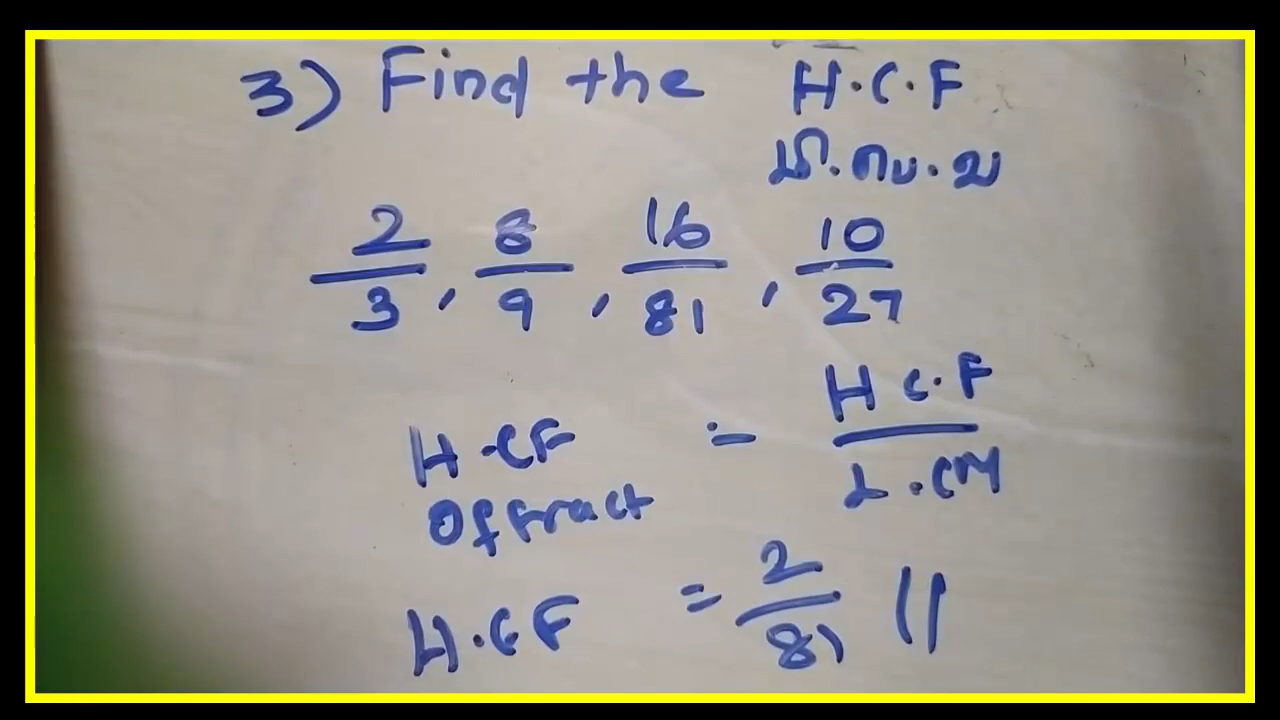 3) Find the H.C.F
மீ.பொ.வ
2/3, 8/9, 16/81, 10/27
H.CF = H C.F / L.CM
Of fract
H.CF = 2/81 //